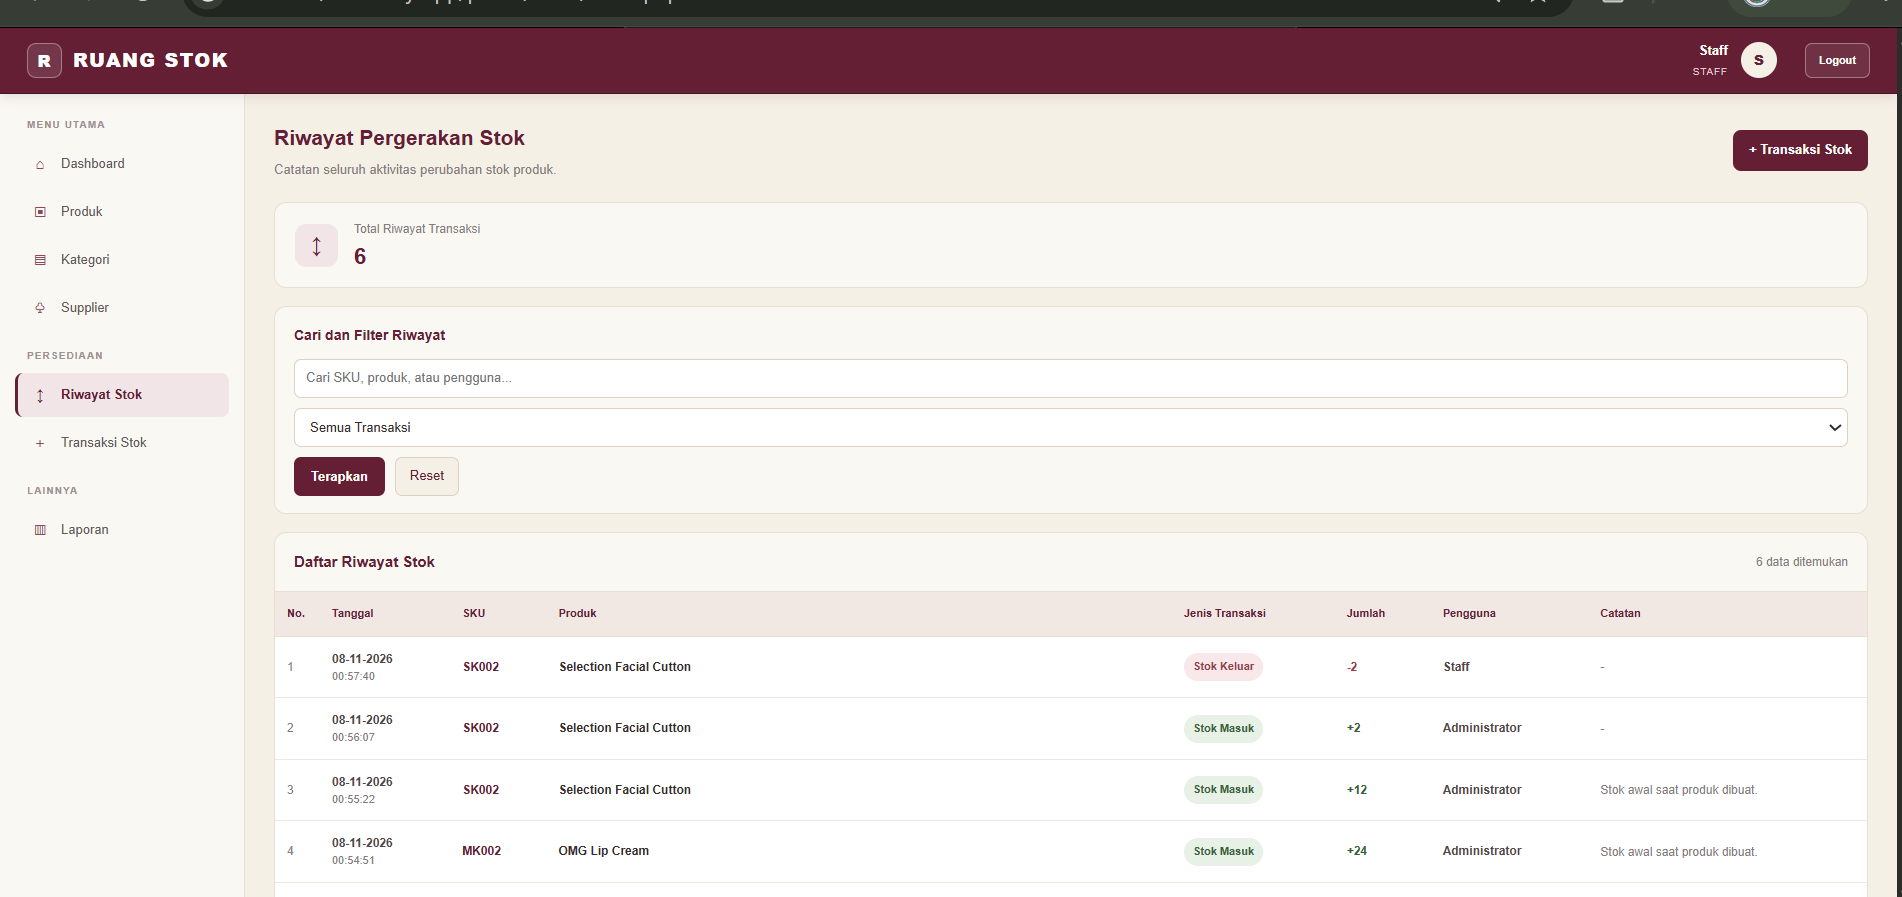 R RUANG STOK
Staff
STAFF
S
Logout
MENU UTAMA
Dashboard
Produk
Kategori
Supplier
PERSEDIAAN
Riwayat Stok
+ Transaksi Stok
LAINNYA
Laporan
Riwayat Pergerakan Stok
Catatan seluruh aktivitas perubahan stok produk.
+ Transaksi Stok
Total Riwayat Transaksi
6
Cari dan Filter Riwayat
Cari SKU, produk, atau pengguna...
Semua Transaksi
Terapkan Reset
Daftar Riwayat Stok 6 data ditemukan
No. Tanggal SKU Produk Jenis Transaksi Jumlah Pengguna Catatan
1 08-11-2026 00:57:40 SK002 Selection Facial Cutton Stok Keluar -2 Staff -
2 08-11-2026 00:56:07 SK002 Selection Facial Cutton Stok Masuk +2 Administrator -
3 08-11-2026 00:55:22 SK002 Selection Facial Cutton Stok Masuk +12 Administrator Stok awal saat produk dibuat.
4 08-11-2026 00:54:51 MK002 OMG Lip Cream Stok Masuk +24 Administrator Stok awal saat produk dibuat.